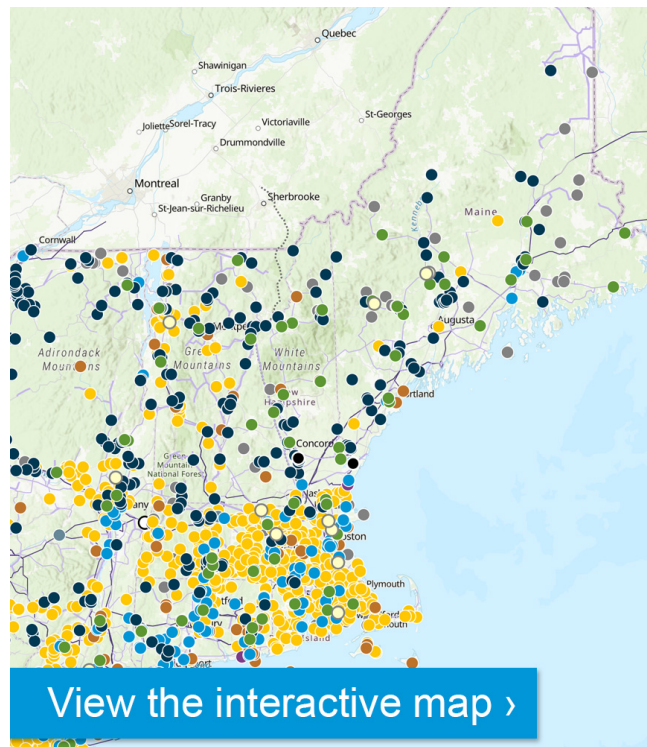 Quebec
Shawinigan
Trois-Rivieres
St-Georges
Joliette
Sorel-Tracy
Victoriaville
Drummondville
Montreal
Granby
Sherbrooke
St-Jean-sur-Richelieu
Maine
Cornwall
Augusta
Adirondack
Mountains
Green
Mountains
White
Mountains
Hampshire
Concord
Green
Mountain
National Forest
Plymouth
View the interactive map ›